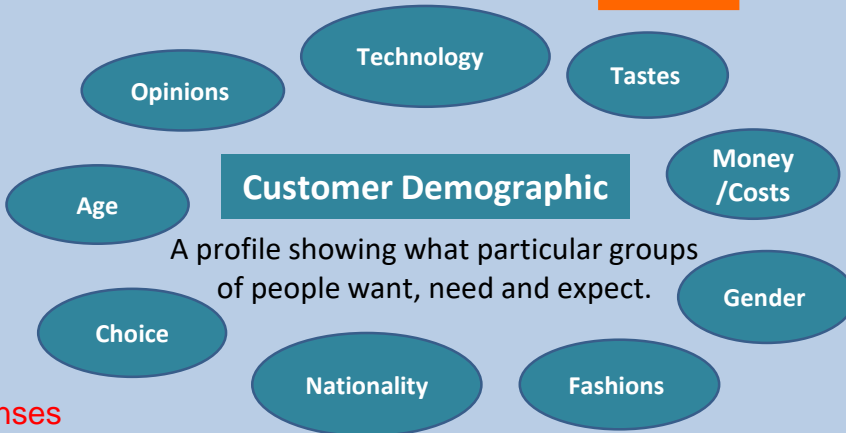 Technology
Opinions
Tastes
Money
/Costs
Customer Demographic
Age
A profile showing what particular groups
of people want, need and expect.
Gender
Choice
Nationality
Fashions
nses